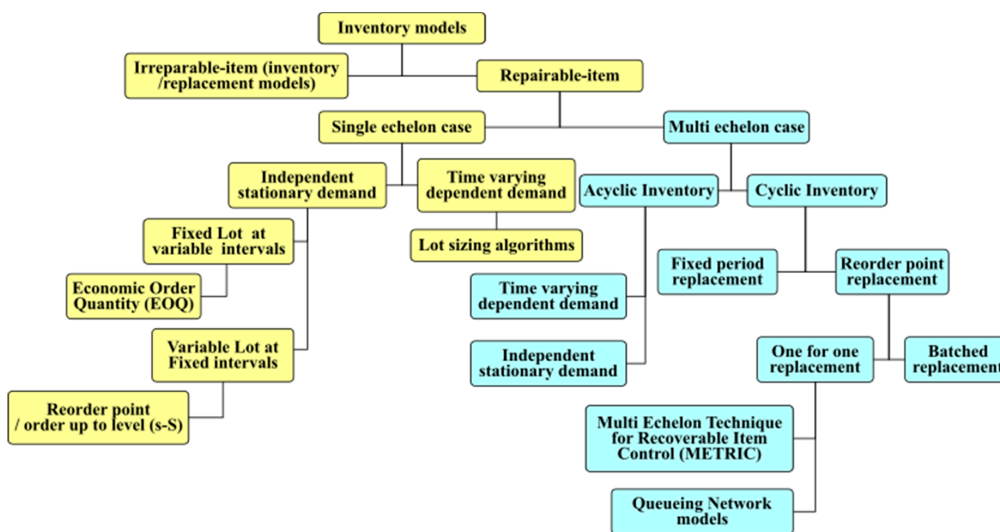 Inventory models
Irreparable-item (inventory
/replacement models)
Repairable-item
Single echelon case
Multi echelon case
Independent
stationary demand
Time varying
dependent demand
Acyclic Inventory
Cyclic Inventory
Fixed Lot at
variable intervals
Lot sizing algorithms
Fixed period
replacement
Reorder point
replacement
Economic Order
Quantity (EOQ)
Time varying
dependent demand
Variable Lot at
Fixed intervals
Independent
stationary demand
One for one
replacement
Batched
replacement
Reorder point
/ order up to level (s-S)
Multi Echelon Technique
for Recoverable Item
Control (METRIC)
Queueing Network
models